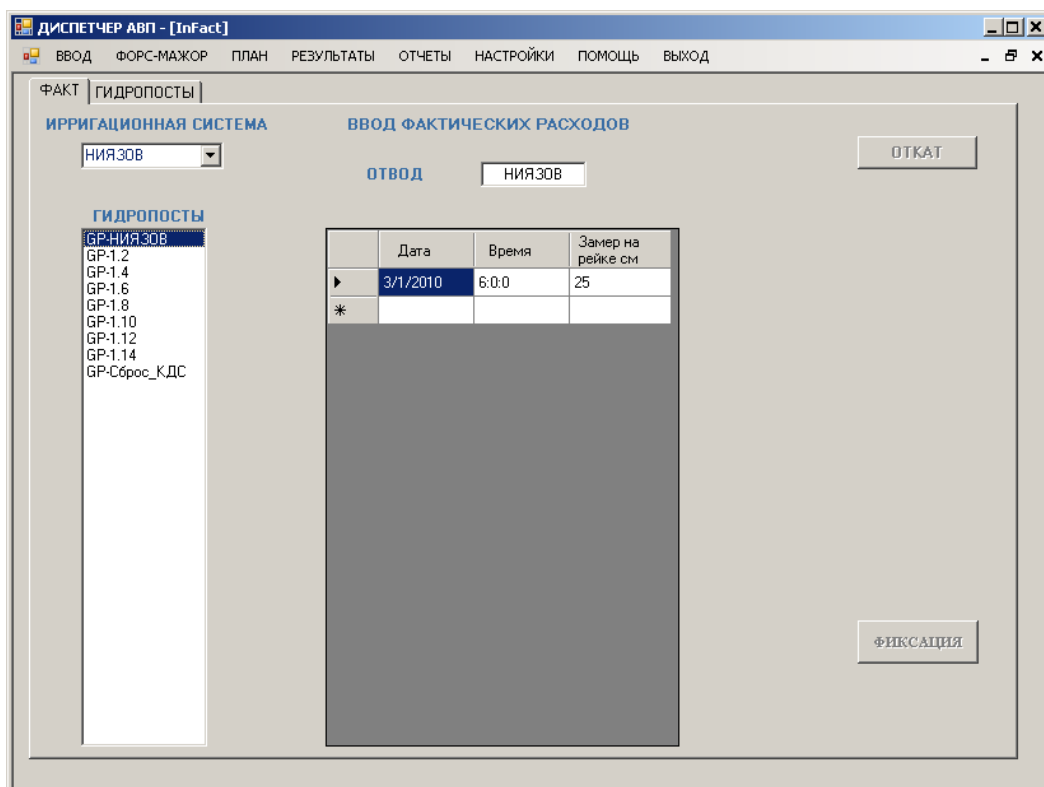 ДИСПЕТЧЕР АВП - [InFact]
ВВОД ФОРС-МАЖОР ПЛАН РЕЗУЛЬТАТЫ ОТЧЕТЫ НАСТРОЙКИ ПОМОЩЬ ВЫХОД
ФАКТ ГИДРОПОСТЫ
ИРРИГАЦИОННАЯ СИСТЕМА
НИЯЗОВ
ВВОД ФАКТИЧЕСКИХ РАСХОДОВ
ОТВОД НИЯЗОВ
ОТКАТ
ГИДРОПОСТЫ
GP-НИЯЗОВ
GP-1.2
GP-1.4
GP-1.6
GP-1.8
GP-1.10
GP-1.12
GP-1.14
GP-Сброс_КДС
Дата Время Замер на
рейке см
3/1/2010 6:0:0 25
ФИКСАЦИЯ